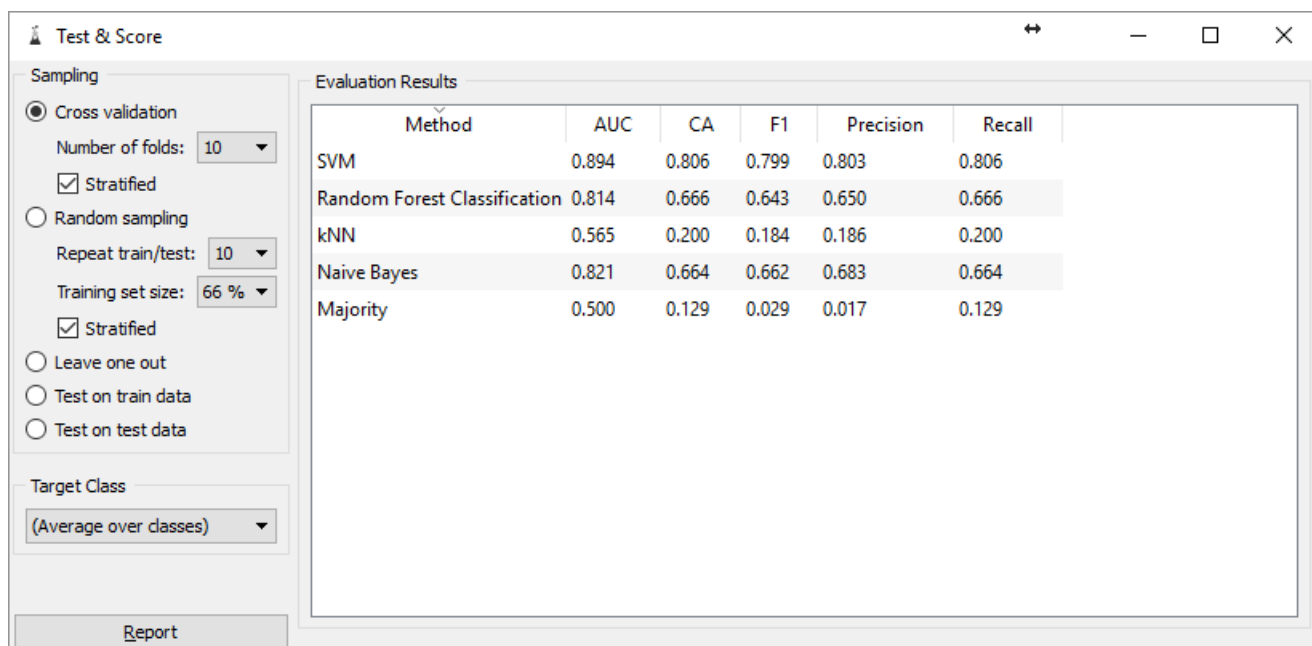 Test & Score
Sampling
Cross validation
Number of folds: 10
Stratified
Random sampling
Repeat train/test: 10
Training set size: 66 %
Stratified
Leave one out
Test on train data
Test on test data
Target Class
(Average over classes)
Report
Evaluation Results
Method AUC CA F1 Precision Recall
SVM 0.894 0.806 0.799 0.803 0.806
Random Forest Classification 0.814 0.666 0.643 0.650 0.666
kNN 0.565 0.200 0.184 0.186 0.200
Naive Bayes 0.821 0.664 0.662 0.683 0.664
Majority 0.500 0.129 0.029 0.017 0.129